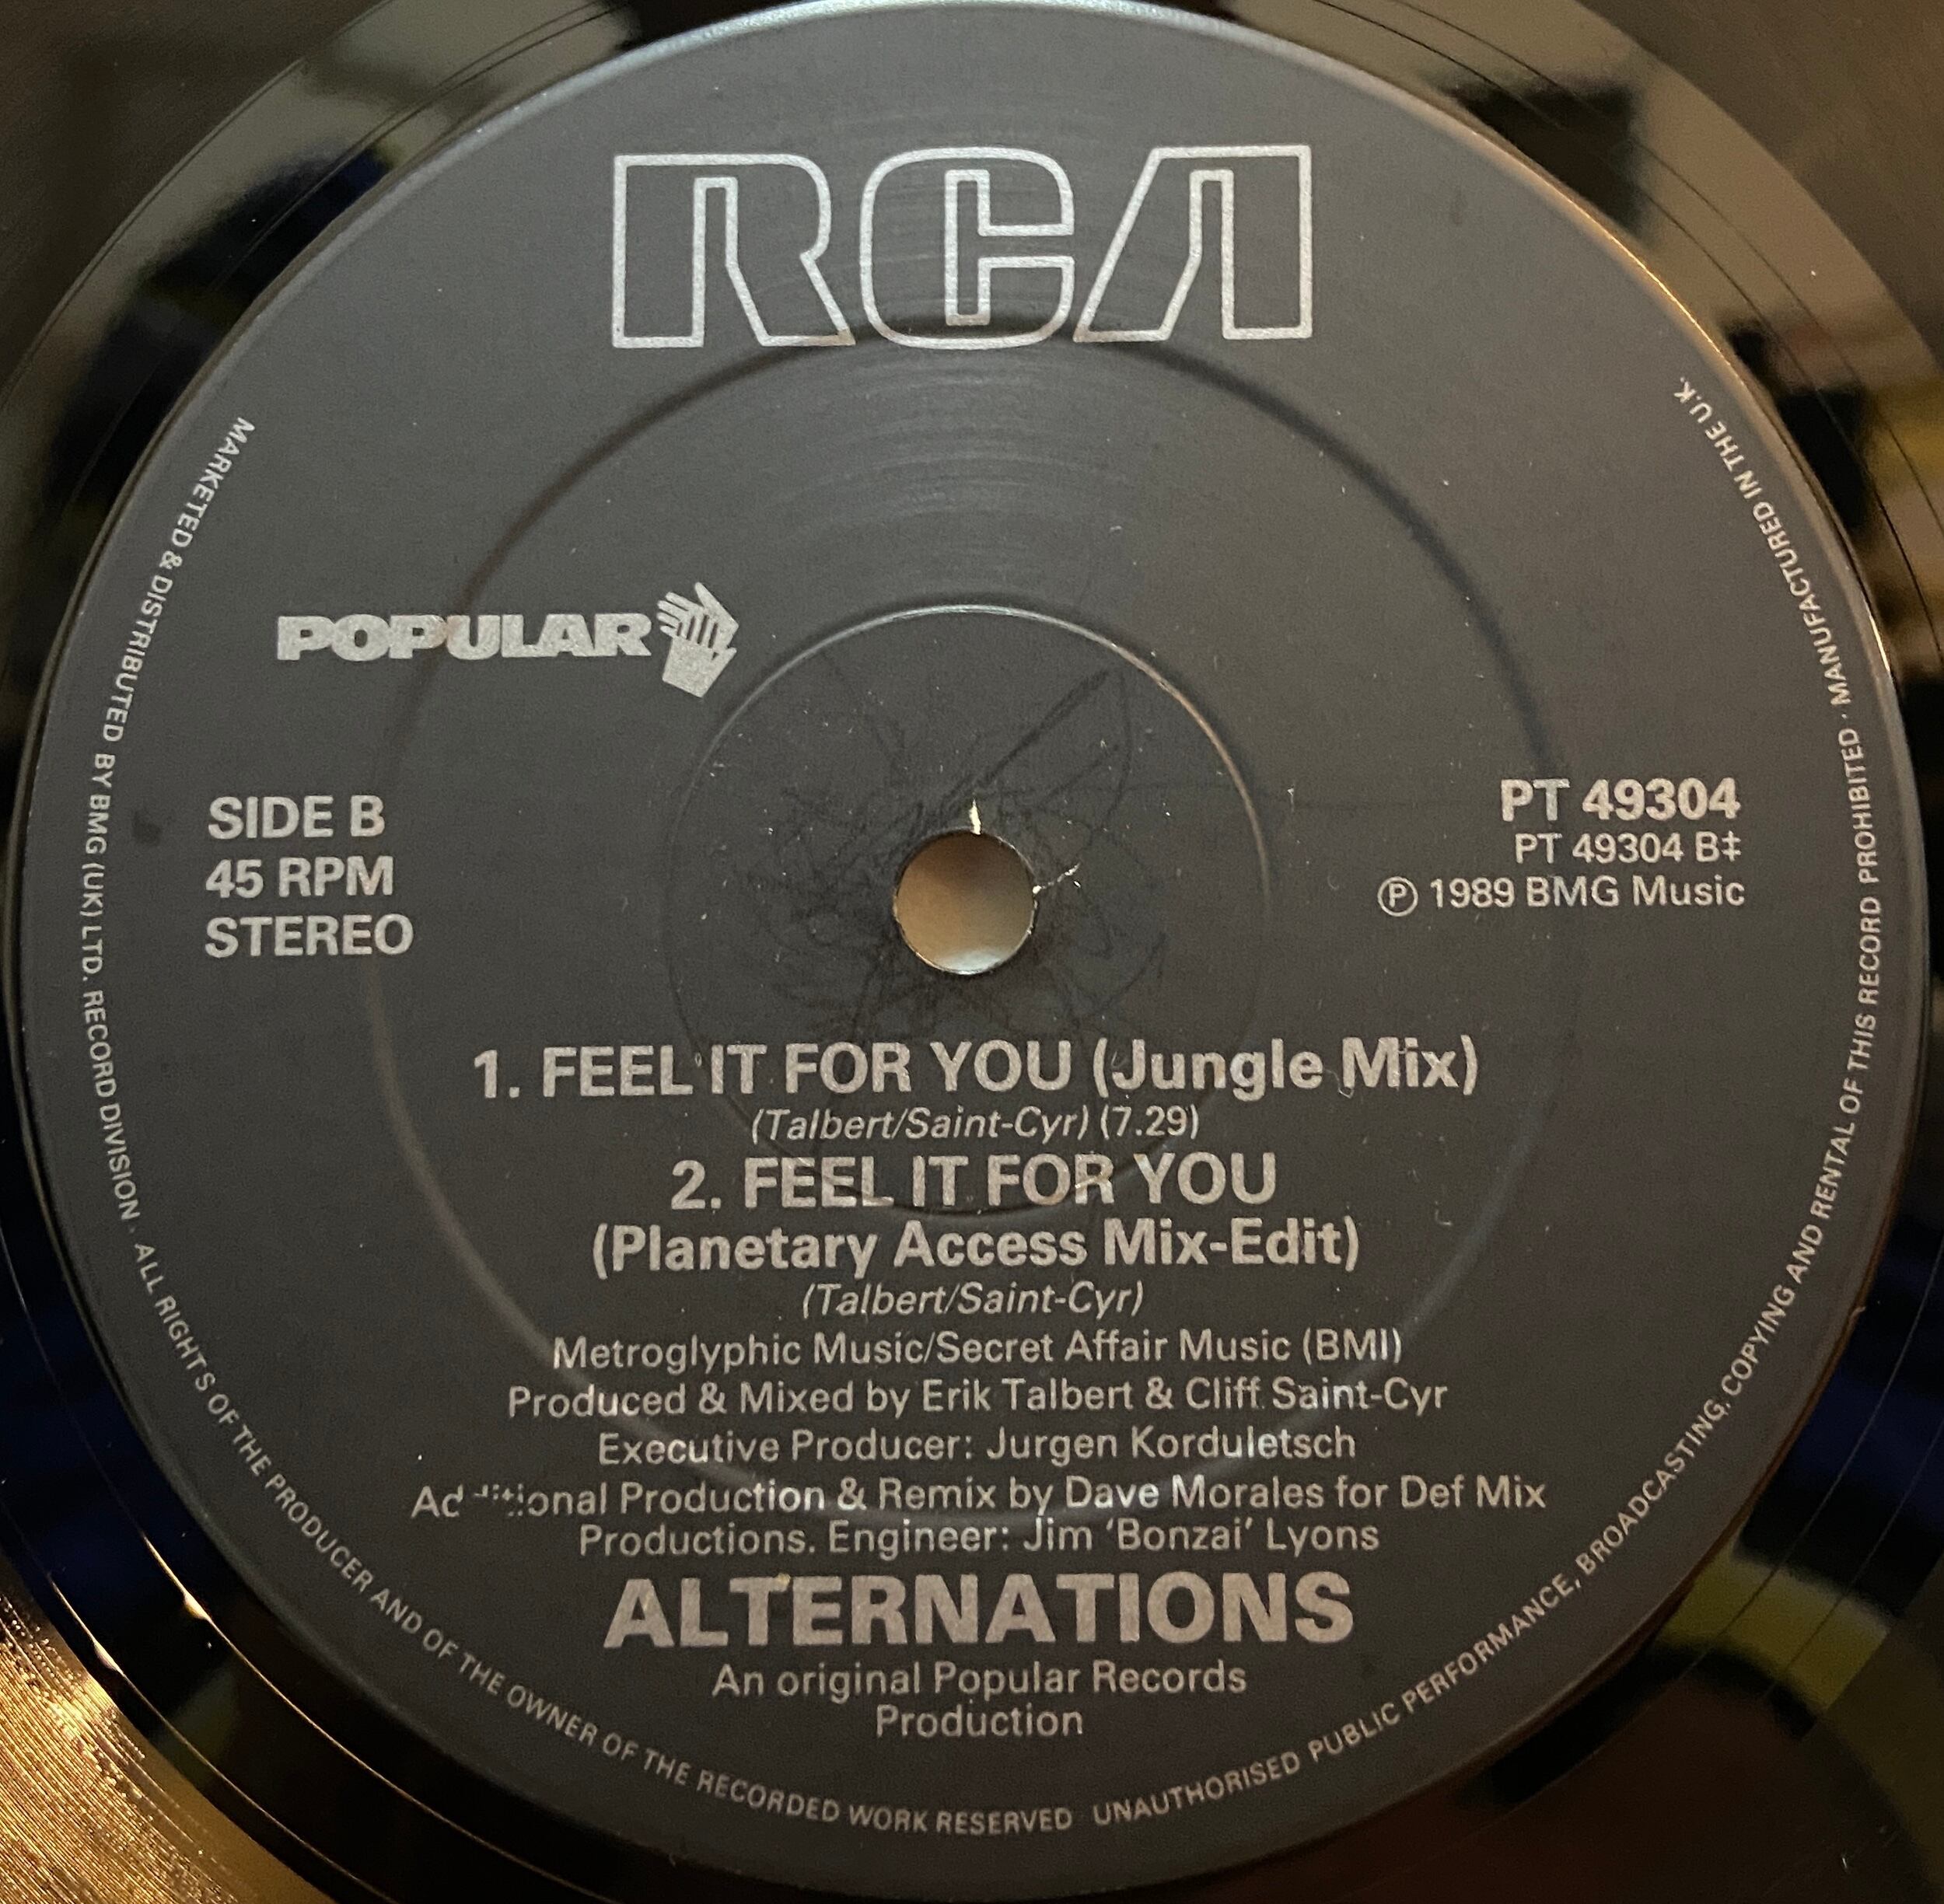 RCA
POPULAR
SIDE B
45 RPM
STEREO
PT 49304
PT 49304 B‡
℗ 1989 BMG Music
1. FEEL IT FOR YOU (Jungle Mix)
(Talbert/Saint-Cyr) (7.29)
2. FEEL IT FOR YOU
(Planetary Access Mix-Edit)
(Talbert/Saint-Cyr)
Metroglyphic Music/Secret Affair Music (BMI)
Produced & Mixed by Erik Talbert & Cliff Saint-Cyr
Executive Producer: Jurgen Korduletsch
Additional Production & Remix by Dave Morales for Def Mix
Productions. Engineer: Jim ‘Bonzai’ Lyons
ALTERNATIONS
An original Popular Records
Production
MARKETED & DISTRIBUTED BY BMG (UK) LTD. RECORD DIVISION · ALL RIGHTS OF THE PRODUCER AND OF THE OWNER OF THE RECORDED WORK RESERVED · UNAUTHORISED PUBLIC PERFORMANCE, BROADCASTING, COPYING AND RENTAL OF THIS RECORD PROHIBITED · MANUFACTURED IN THE U.K.